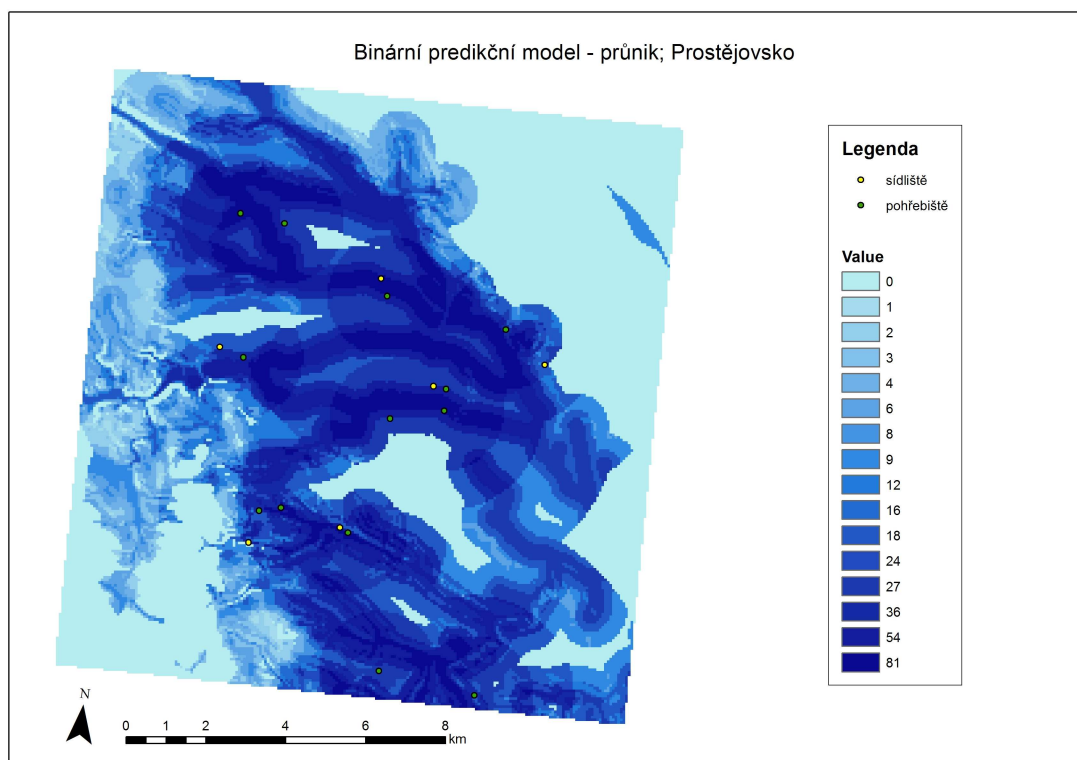 Binární predikční model - průnik; Prostějovsko
Legenda
sídliště
pohřebiště
Value
0
1
2
3
4
6
8
9
12
16
18
24
27
36
54
81
N
0 1 2 4 6 8
km